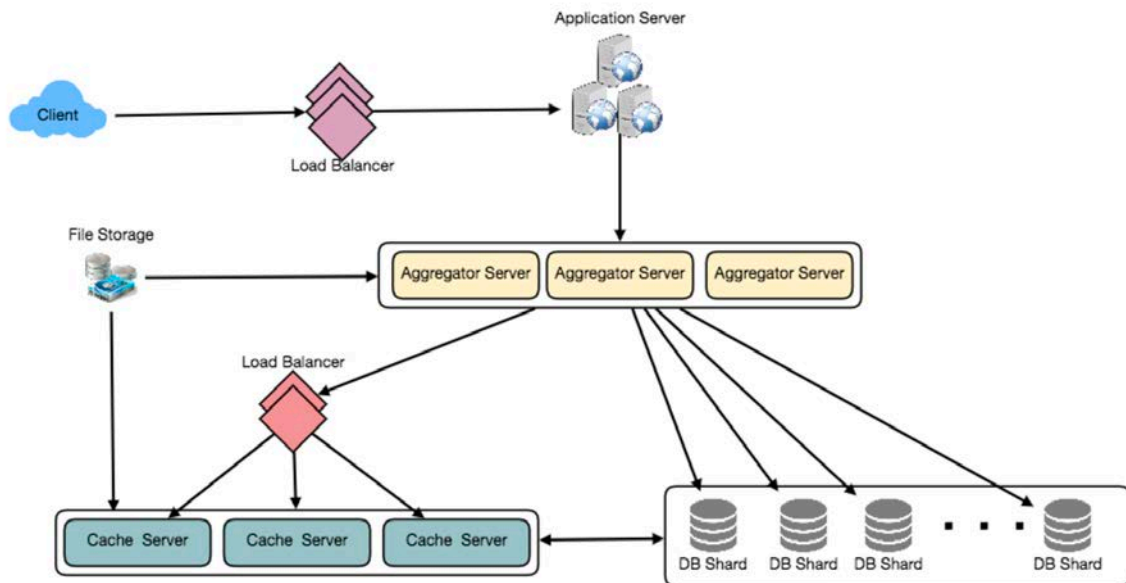 Application Server
Client
Load Balancer
File Storage
Aggregator Server
Aggregator Server
Aggregator Server
Load Balancer
Cache Server
Cache Server
Cache Server
DB Shard
DB Shard
DB Shard
DB Shard